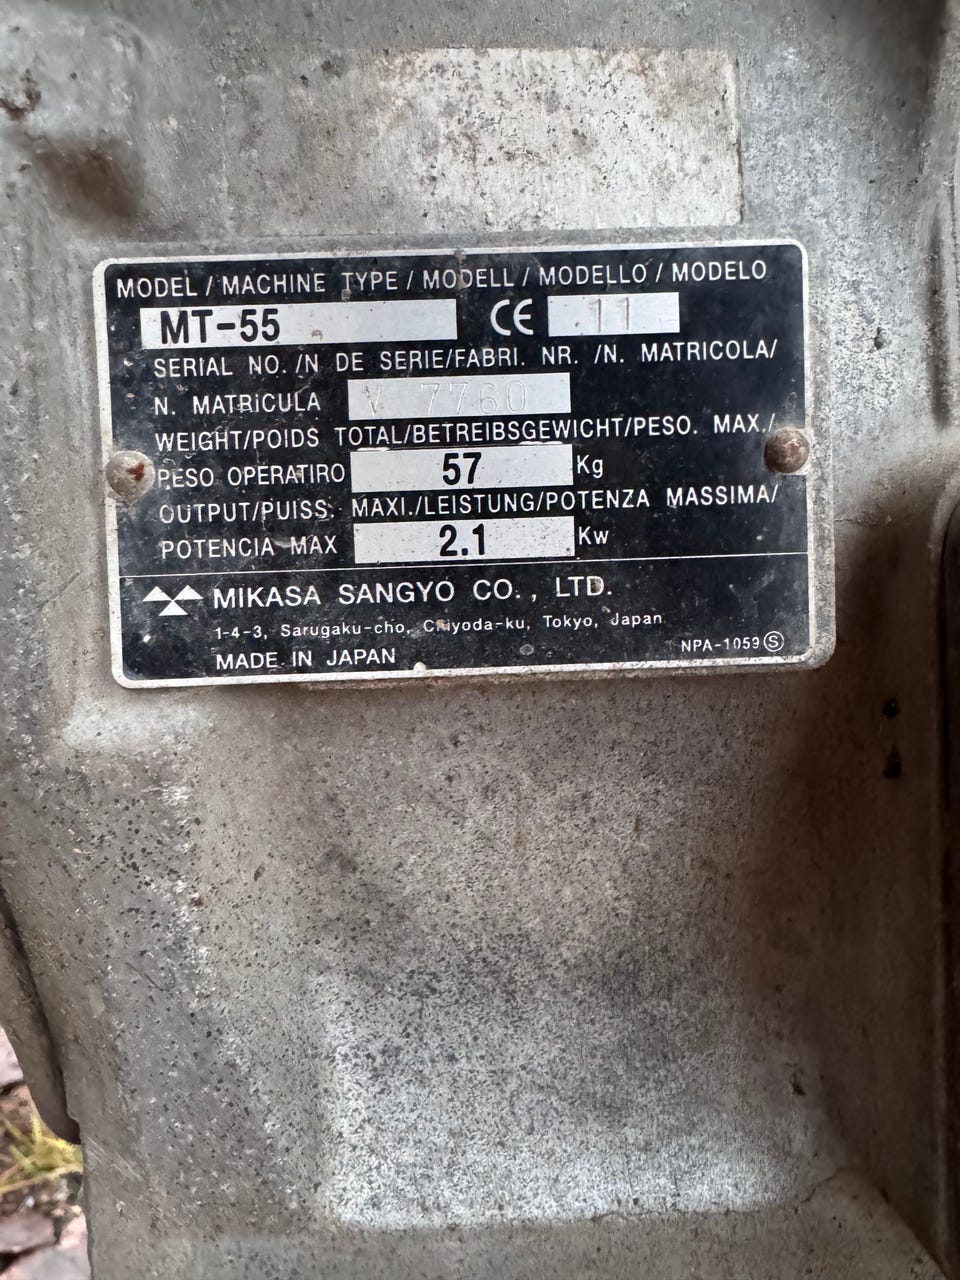 MODEL / MACHINE TYPE / MODELL / MODELLO / MODELO
MT-55 CE 11
SERIAL NO. /N DE SERIE/FABRI. NR. /N. MATRICOLA/
N. MATRICULA V 7760
WEIGHT/POIDS TOTAL/BETREIBSGEWICHT/PESO. MAX./
PESO OPERATIRO 57 Kg
OUTPUT/PUISS. MAXI./LEISTUNG/POTENZA MASSIMA/
POTENCIA MAX 2.1 Kw
MIKASA SANGYO CO., LTD.
1-4-3, Sarugaku-cho, Chiyoda-ku, Tokyo, Japan
MADE IN JAPAN NPA-1059 Ⓢ